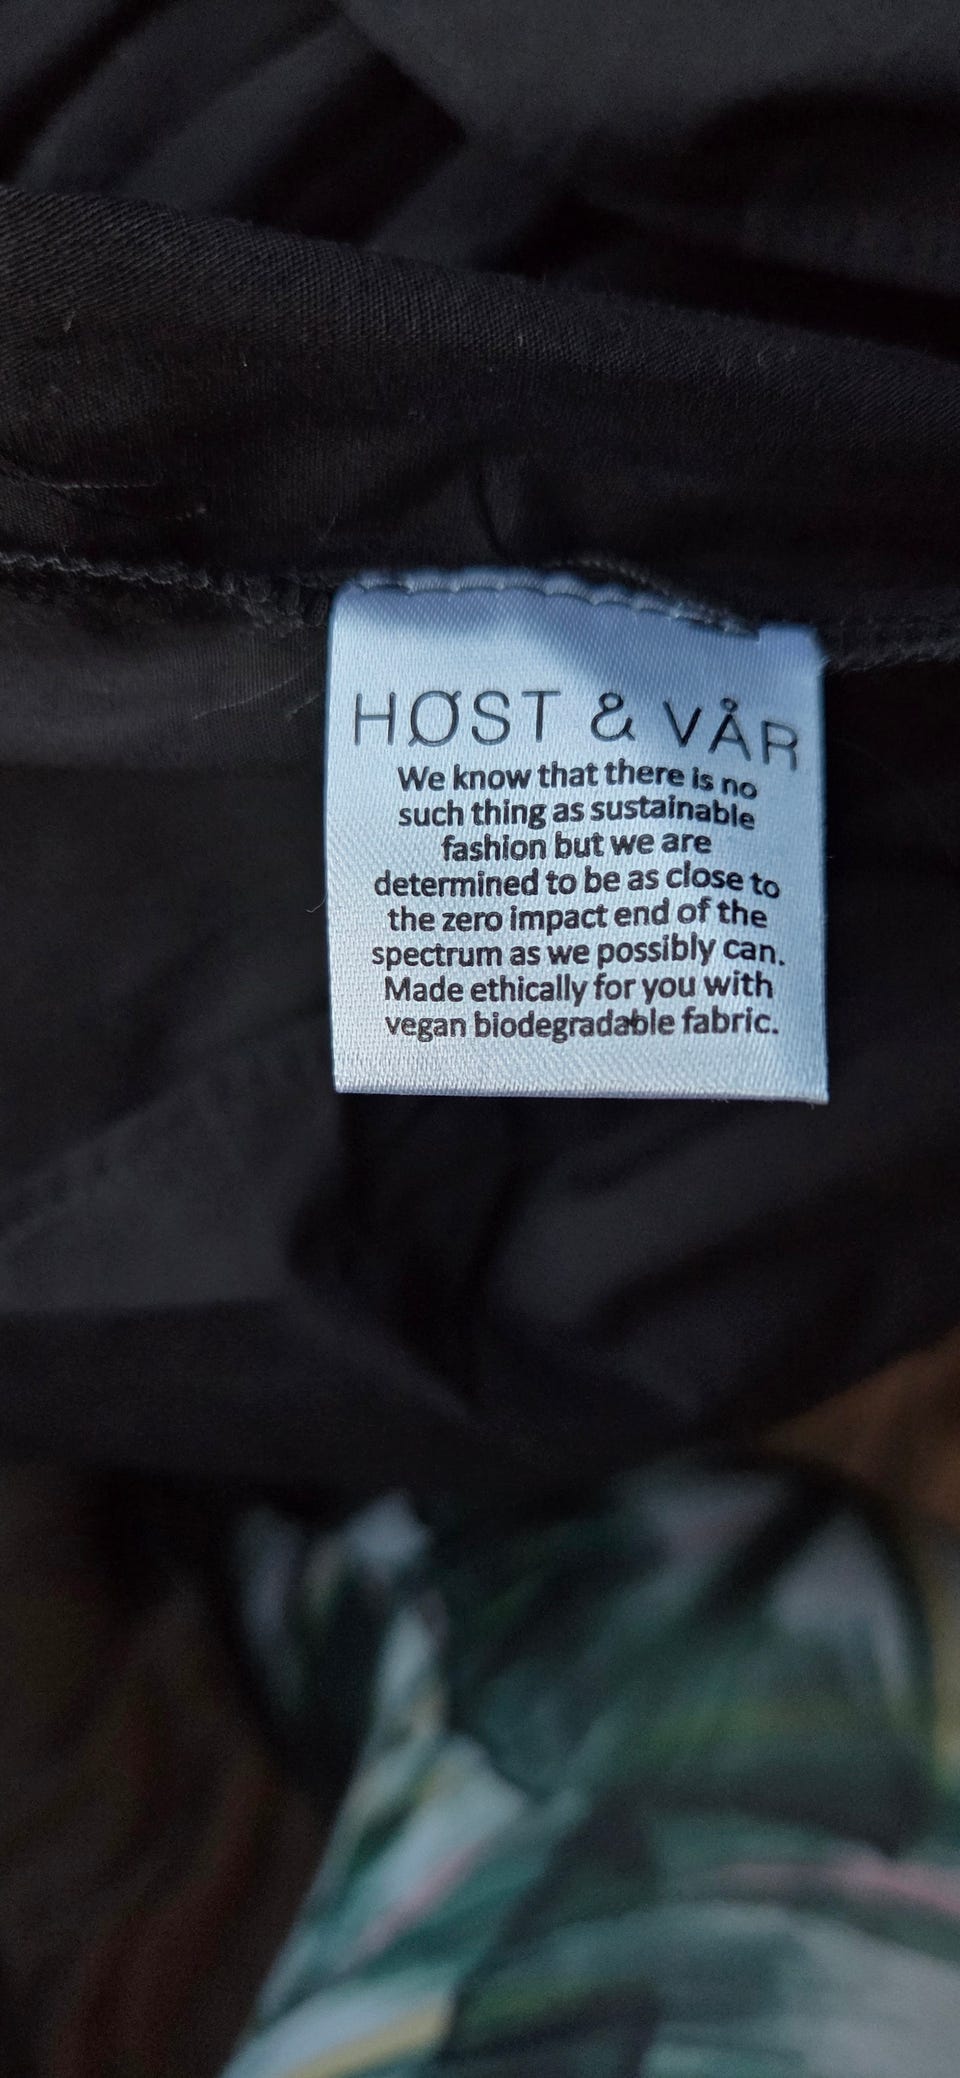 HØST & VÅR
We know that there is no
such thing as sustainable
fashion but we are
determined to be as close to
the zero impact end of the
spectrum as we possibly can.
Made ethically for you with
vegan biodegradable fabric.